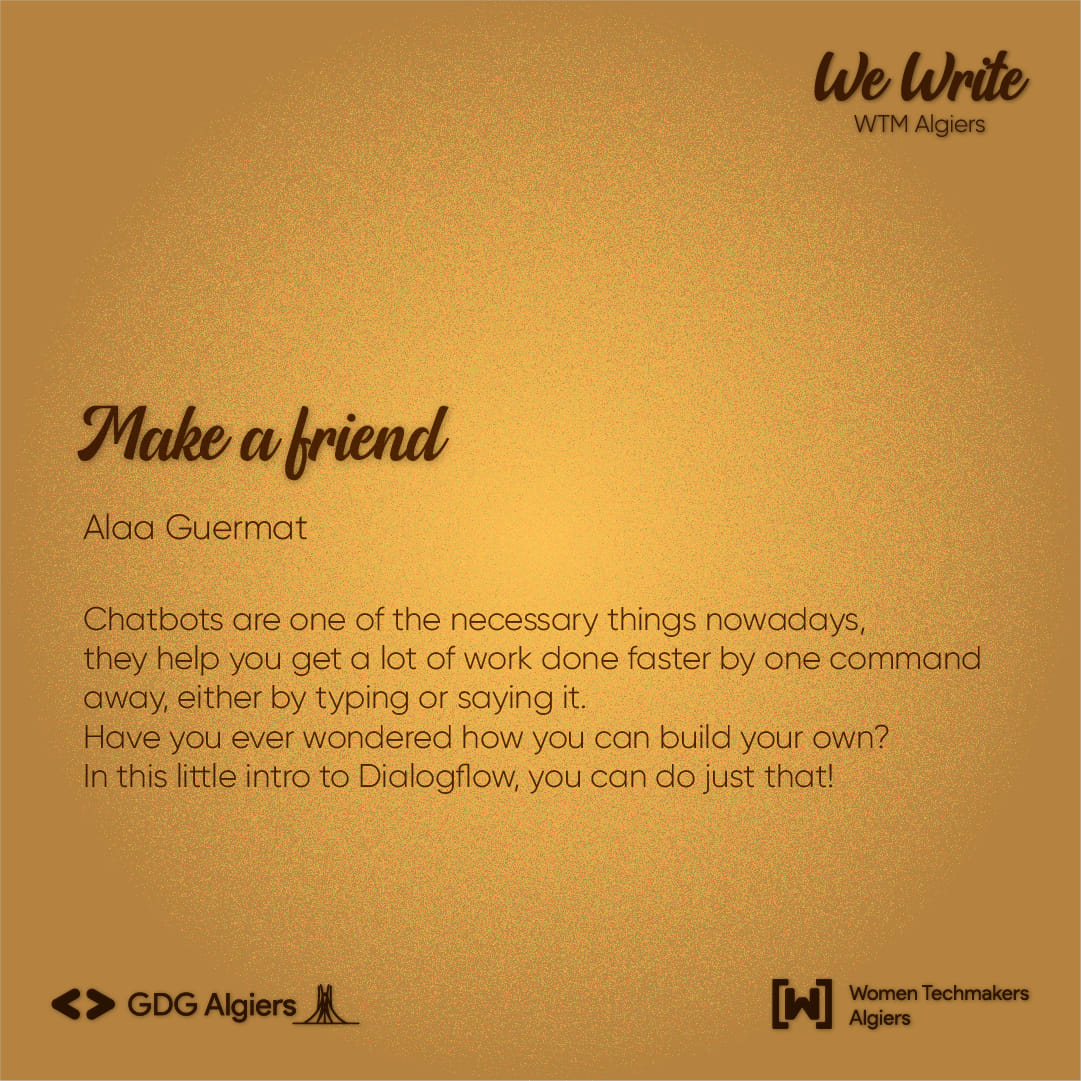 We Write
WTM Algiers
Make a friend
Alaa Guermat
Chatbots are one of the necessary things nowadays,
they help you get a lot of work done faster by one command
away, either by typing or saying it.
Have you ever wondered how you can build your own?
In this little intro to Dialogflow, you can do just that!
GDG Algiers
[W] Women Techmakers
Algiers